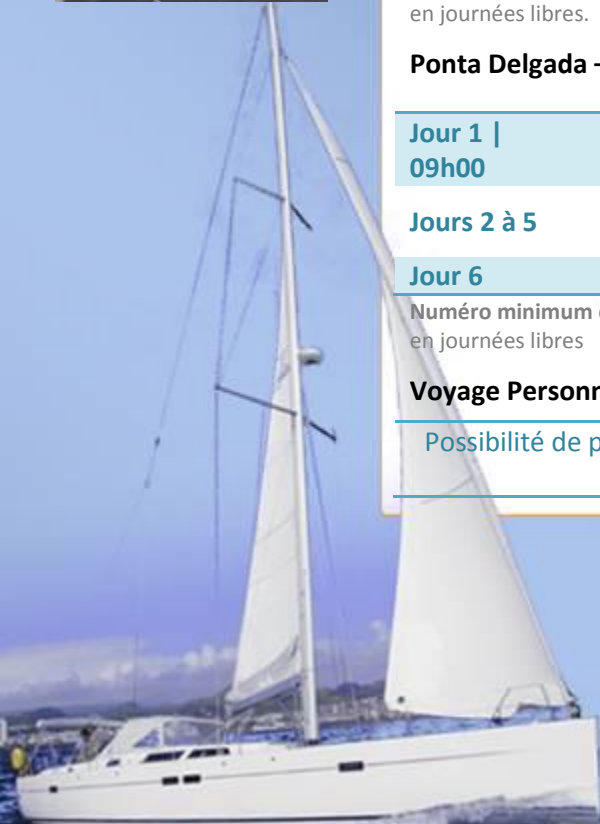 en journées libres.
Ponta Delgada -
Jour 1 |
09h00
Jours 2 à 5
Jour 6
Numéro minimum
en journées libres
Voyage
Possibilité de